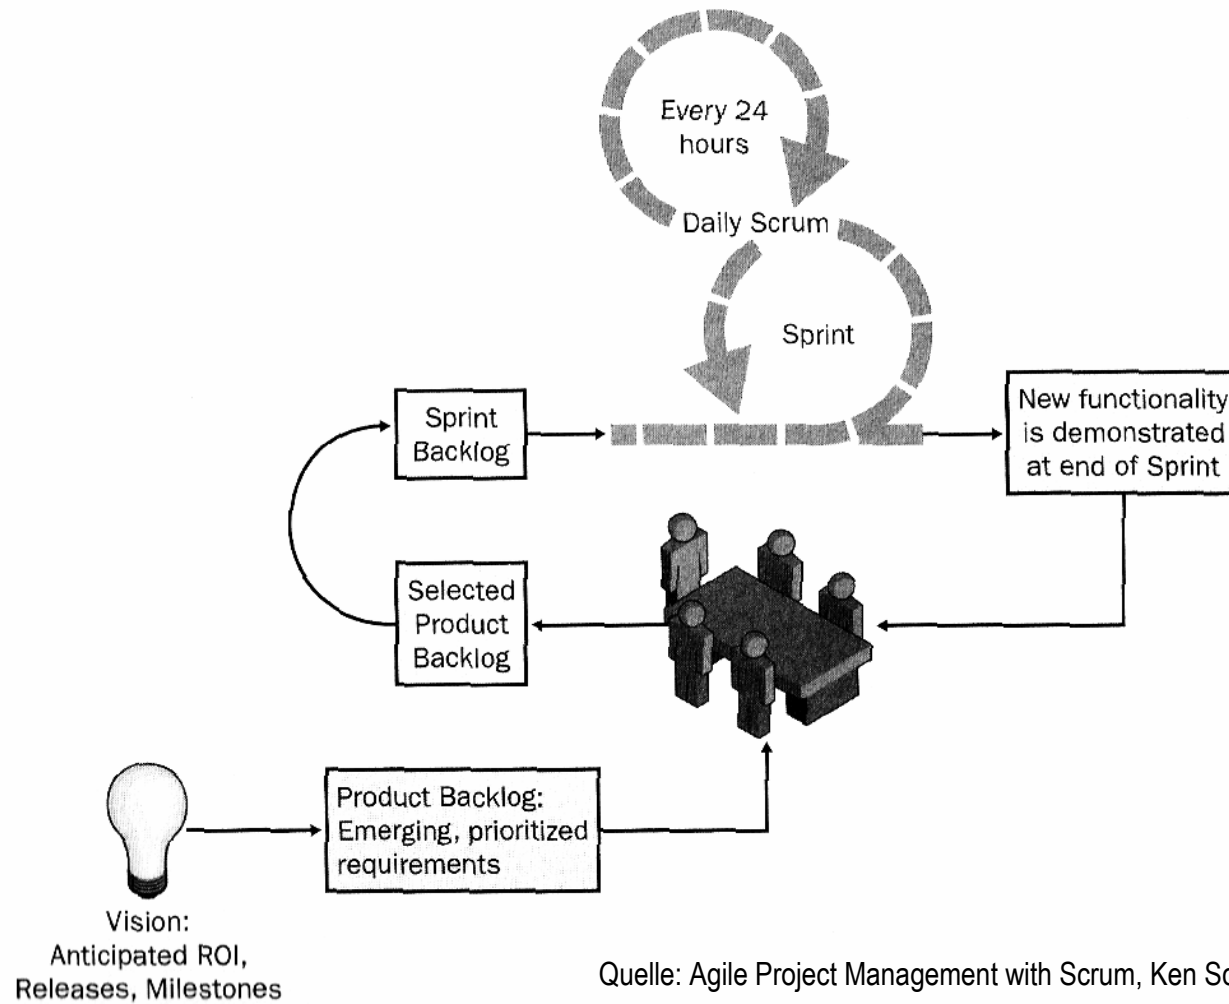 Every 24
hours
Daily Scrum
Sprint
Sprint
Backlog
New functionality
is demonstrated
at end of Sprint
Selected
Product
Backlog
Product Backlog:
Emerging, prioritized
requirements
Vision:
Anticipated ROI,
Releases, Milestones
Quelle: Agile Project Management with Scrum, Ken